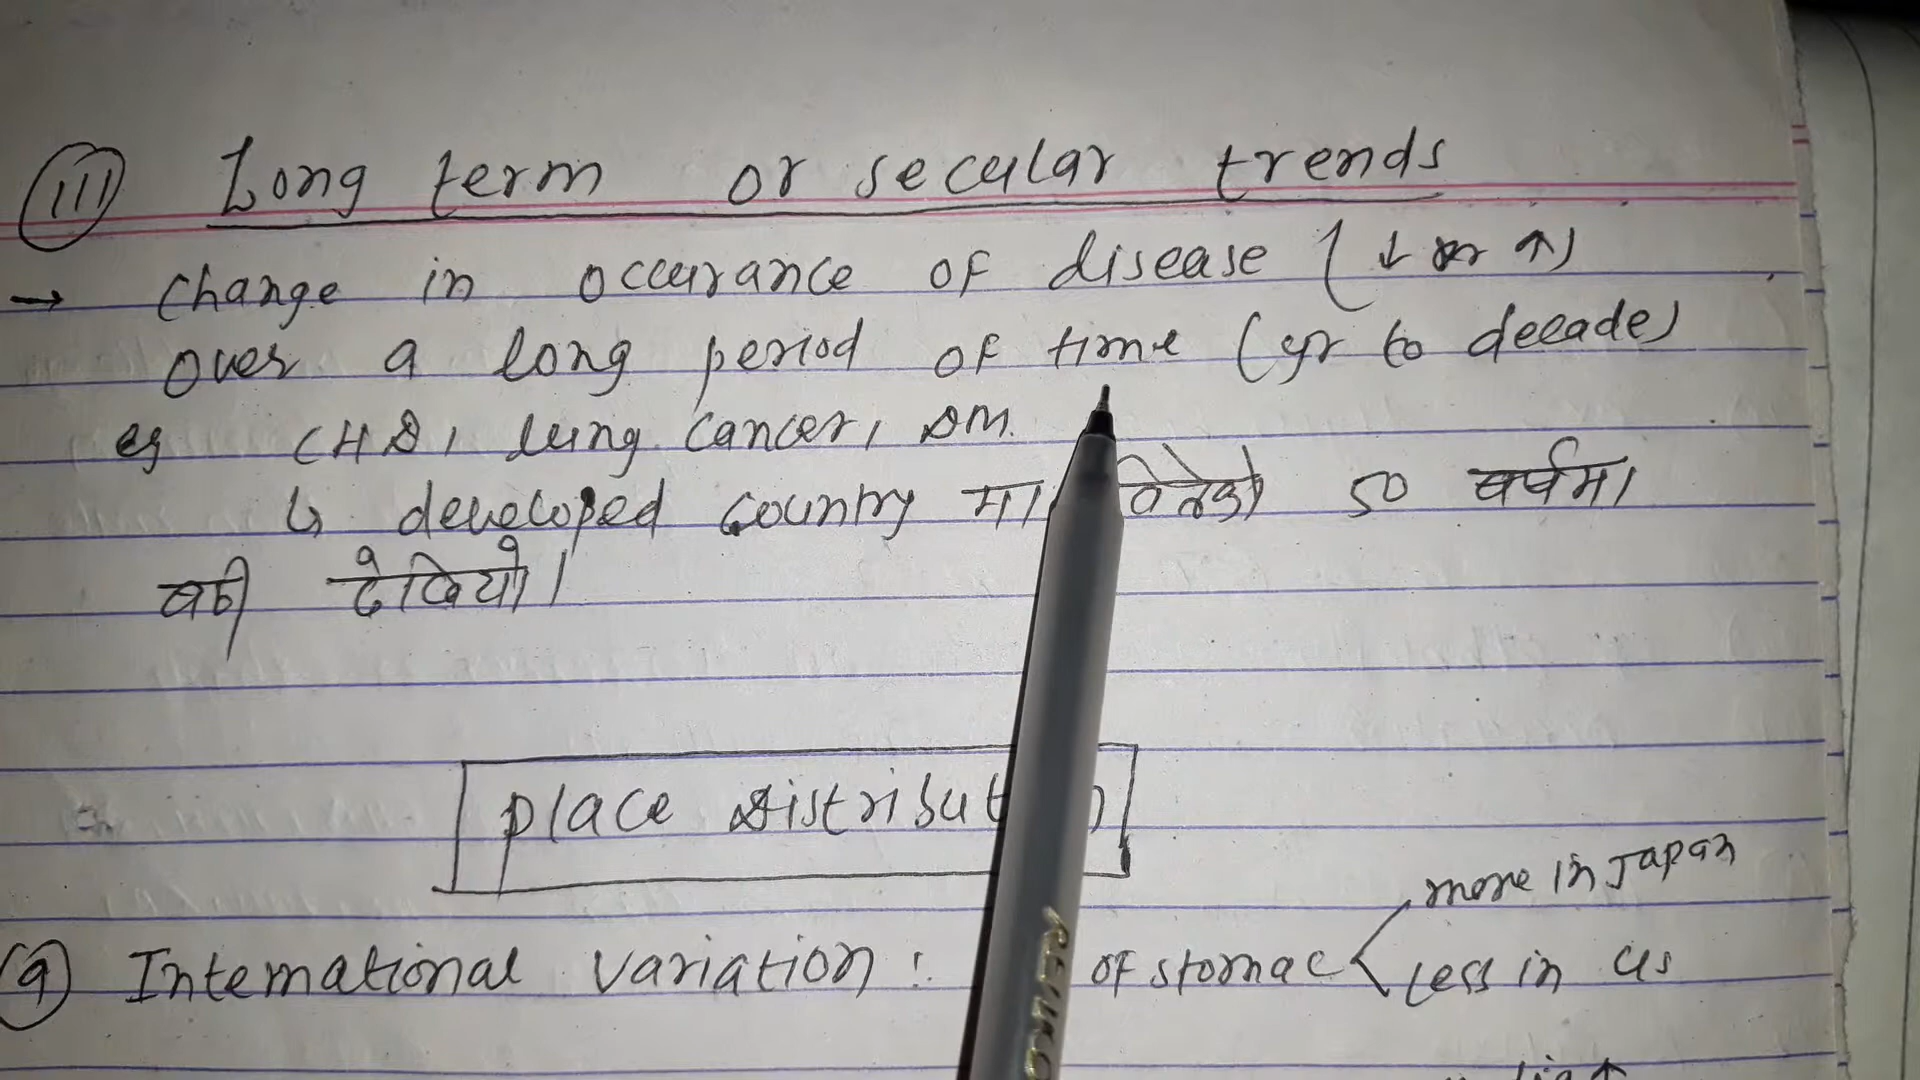 (iii) Long term or secular trends
→ change in occurance of disease (↓ or ↑)
over a long period of time (yr to decade)
eg CHD, lung cancer, DM.
↳ developed country मा बितेको 50 वर्षमा
बढी देखियो।
place Distribut
(a) International variation : of stomac < more in Japan
less in us
REYNO